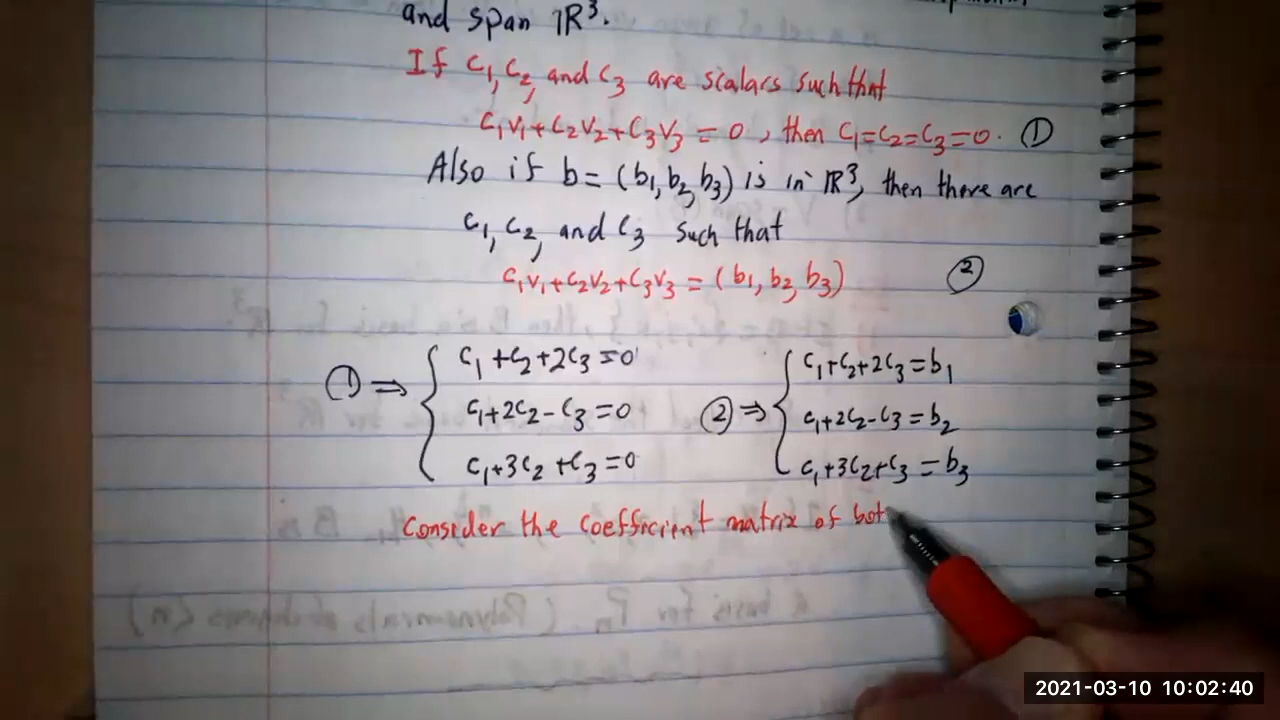 and span ℝ³.
If c₁, c₂, and c₃ are scalars such that
c₁v₁+c₂v₂+c₃v₃ = 0, then c₁=c₂=c₃=0. ①
Also if b = (b₁, b₂, b₃) is in ℝ³, then there are
c₁, c₂, and c₃ such that
c₁v₁+c₂v₂+c₃v₃ = (b₁, b₂, b₃) ②
① ⇒ { c₁+c₂+2c₃=0
c₁+2c₂-c₃=0
c₁+3c₂+c₃=0
② ⇒ { c₁+c₂+2c₃=b₁
c₁+2c₂-c₃=b₂
c₁+3c₂+c₃=b₃
Consider the coefficient matrix of bot
2021-03-10 10:02:40